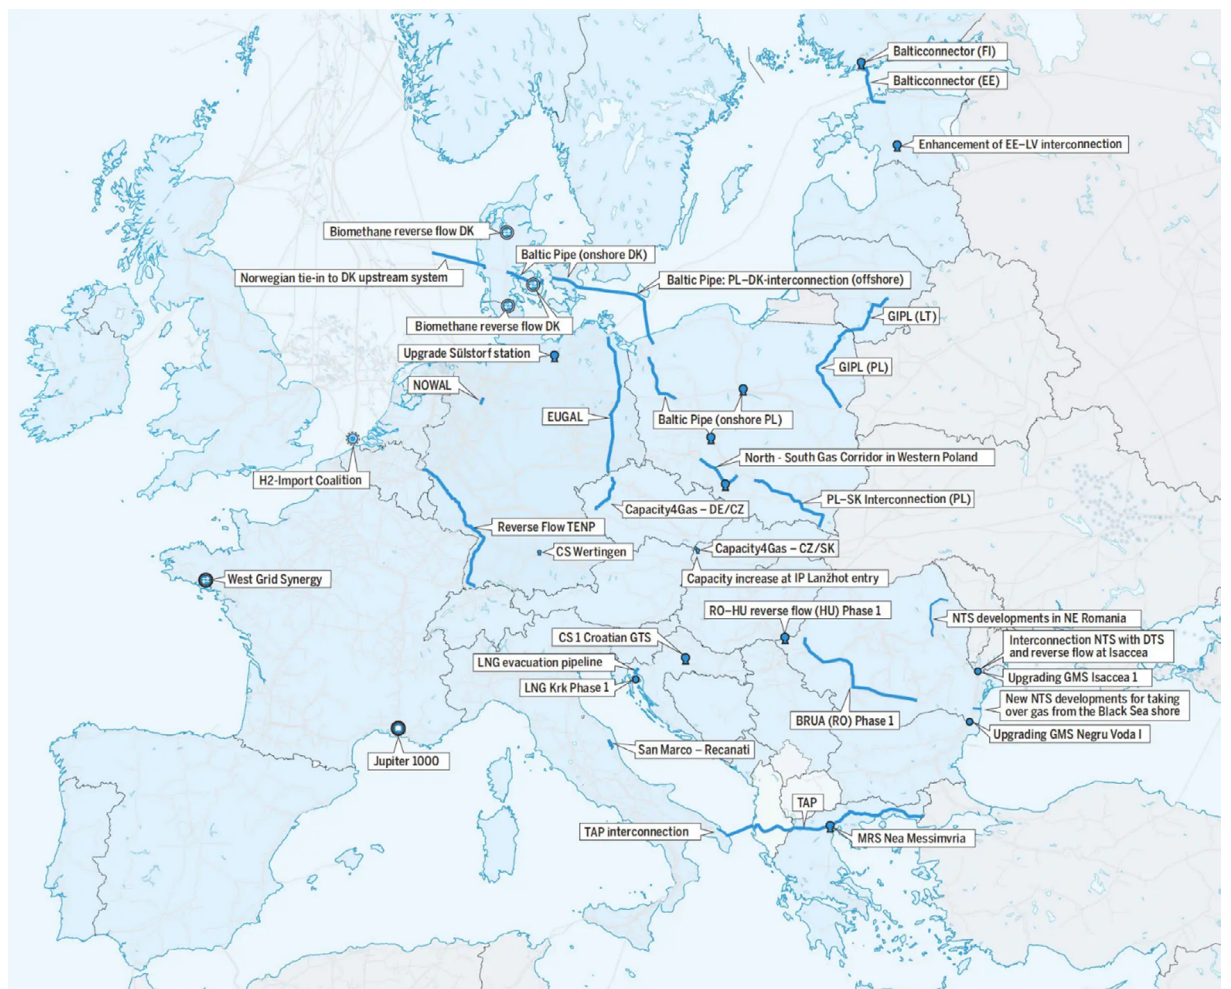 Balticconnector (FI)
Balticconnector (EE)
Enhancement of EE–LV interconnection
Biomethane reverse flow DK
Baltic Pipe (onshore DK)
Norwegian tie-in to DK upstream system
Baltic Pipe: PL–DK-interconnection (offshore)
GIPL (LT)
Biomethane reverse flow DK
Upgrade Sülstorf station
GIPL (PL)
NOWAL
EUGAL
Baltic Pipe (onshore PL)
North - South Gas Corridor in Western Poland
H2-Import Coalition
PL–SK Interconnection (PL)
Capacity4Gas – DE/CZ
Reverse Flow TENP
CS Wertingen
Capacity4Gas – CZ/SK
West Grid Synergy
Capacity increase at IP Lanžhot entry
RO–HU reverse flow (HU) Phase 1
NTS developments in NE Romania
CS 1 Croatian GTS
Interconnection NTS with DTS
and reverse flow at Isaccea
LNG evacuation pipeline
Upgrading GMS Isaccea 1
LNG Krk Phase 1
New NTS developments for taking
over gas from the Black Sea shore
BRUA (RO) Phase 1
Upgrading GMS Negru Voda I
San Marco – Recanati
Jupiter 1000
TAP
TAP interconnection
MRS Nea Messimvria